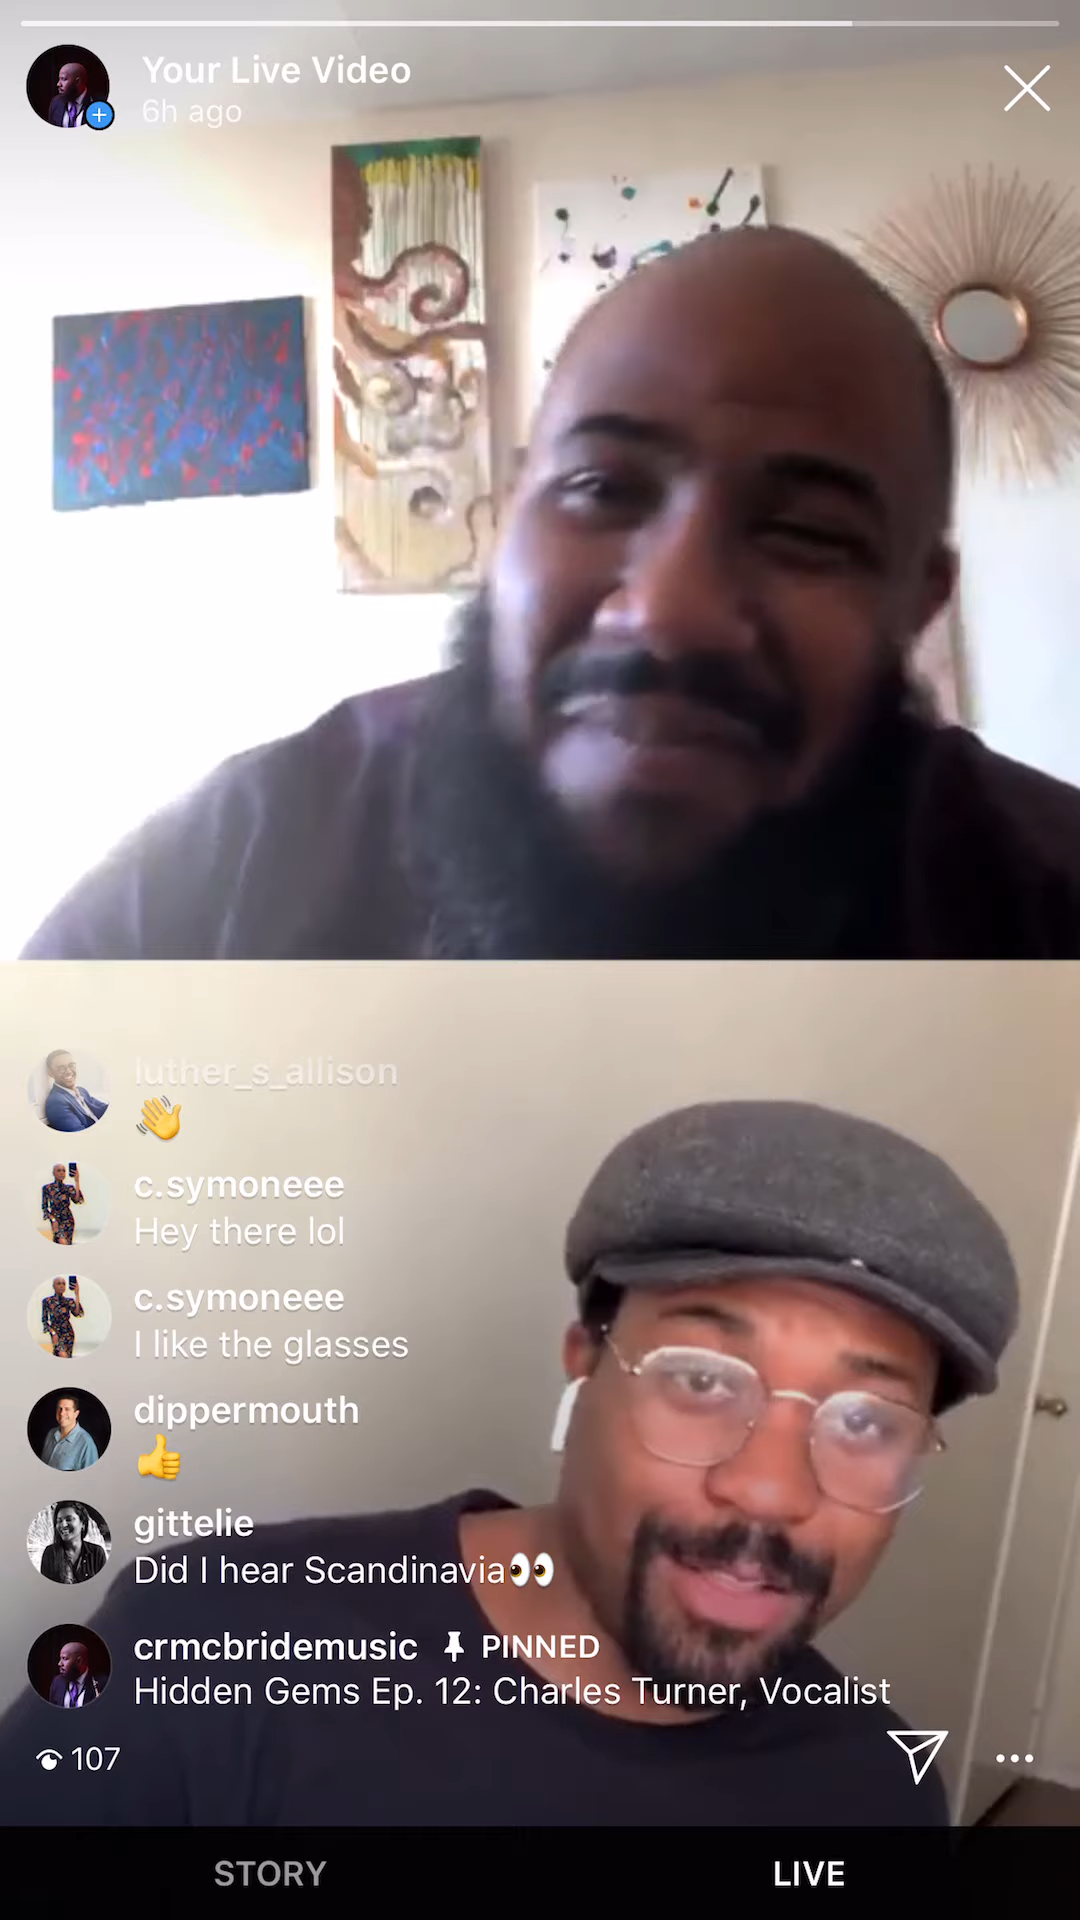 Your Live Video
6h ago
luther_s_allison
👋
c.symoneee
Hey there lol
c.symoneee
I like the glasses
dippermouth
👍
gittelie
Did I hear Scandinavia👀
crmcbridemusic 📌 PINNED
Hidden Gems Ep. 12: Charles Turner, Vocalist
107
STORY
LIVE